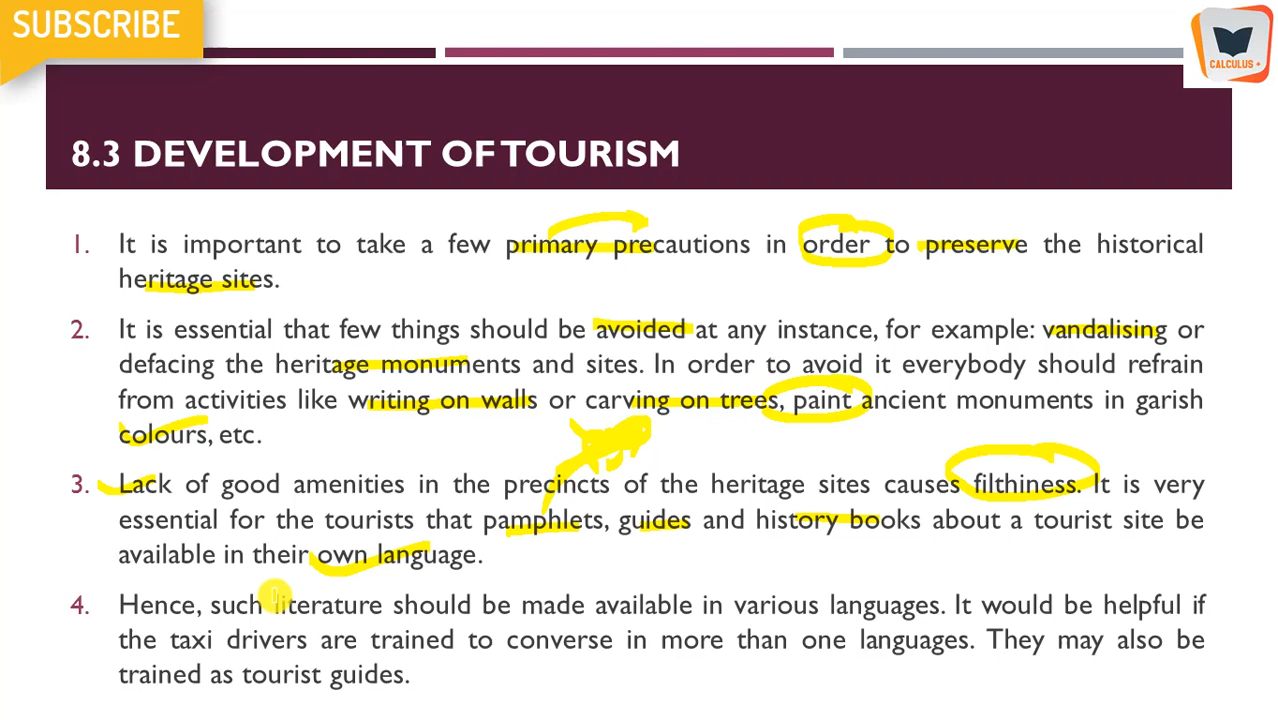 SUBSCRIBE
CALCULUS +
8.3 DEVELOPMENT OF TOURISM
1. It is important to take a few primary precautions in order to preserve the historical
heritage sites.
2. It is essential that few things should be avoided at any instance, for example: vandalising or
defacing the heritage monuments and sites. In order to avoid it everybody should refrain
from activities like writing on walls or carving on trees, paint ancient monuments in garish
colours, etc.
3. Lack of good amenities in the precincts of the heritage sites causes filthiness. It is very
essential for the tourists that pamphlets, guides and history books about a tourist site be
available in their own language.
4. Hence, such literature should be made available in various languages. It would be helpful if
the taxi drivers are trained to converse in more than one languages. They may also be
trained as tourist guides.